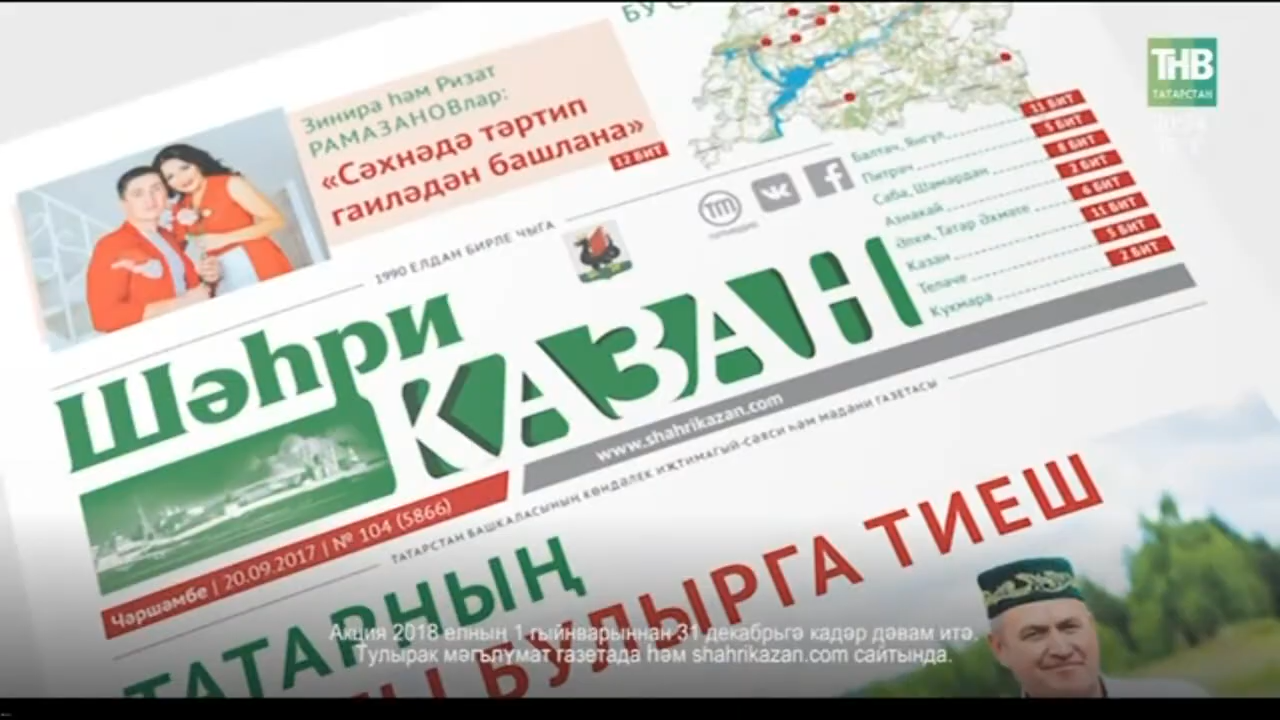 БУ
ТНВ
ТАТАРСТАН
Зинира һәм Ризат
РАМАЗАНОВлар:
«Сәхнәдә тәртип
гаиләдән башлана»
12 БИТ
11 БИТ
Балтач, Яңгул
5 БИТ
Питрәч
8 БИТ
Саба, Шәмәрдән
2 БИТ
Азнакай
6 БИТ
Әлки, Татар Әхмәте
11 БИТ
Казан
5 БИТ
Теләче
2 БИТ
Кукмара
1990 ЕЛДАН БИРЛЕ ЧЫГА
Шәһри
КАЗАН
www.shahrikazan.com
Чәршәмбе | 20.09.2017 | № 104 (5866)
ТАТАРСТАН БАШКАЛАСЫНЫҢ КӨНДӘЛЕК ИҖТИМАГЫЙ-СӘЯСИ ҺӘМ МӘДӘНИ ГАЗЕТАСЫ
ТАТАРНЫҢ
БУЛЫРГА ТИЕШ
Акция 2018 елның 1 гыйнварыннан 31 декабрьгә кадәр дәвам итә.
Тулырак мәгълүмат газетада һәм shahrikazan.com сайтында.